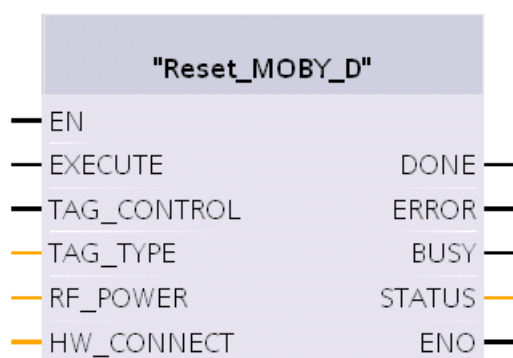 "Reset_MOBY_D"
EN
EXECUTE DONE
TAG_CONTROL ERROR
TAG_TYPE BUSY
RF_POWER STATUS
HW_CONNECT ENO